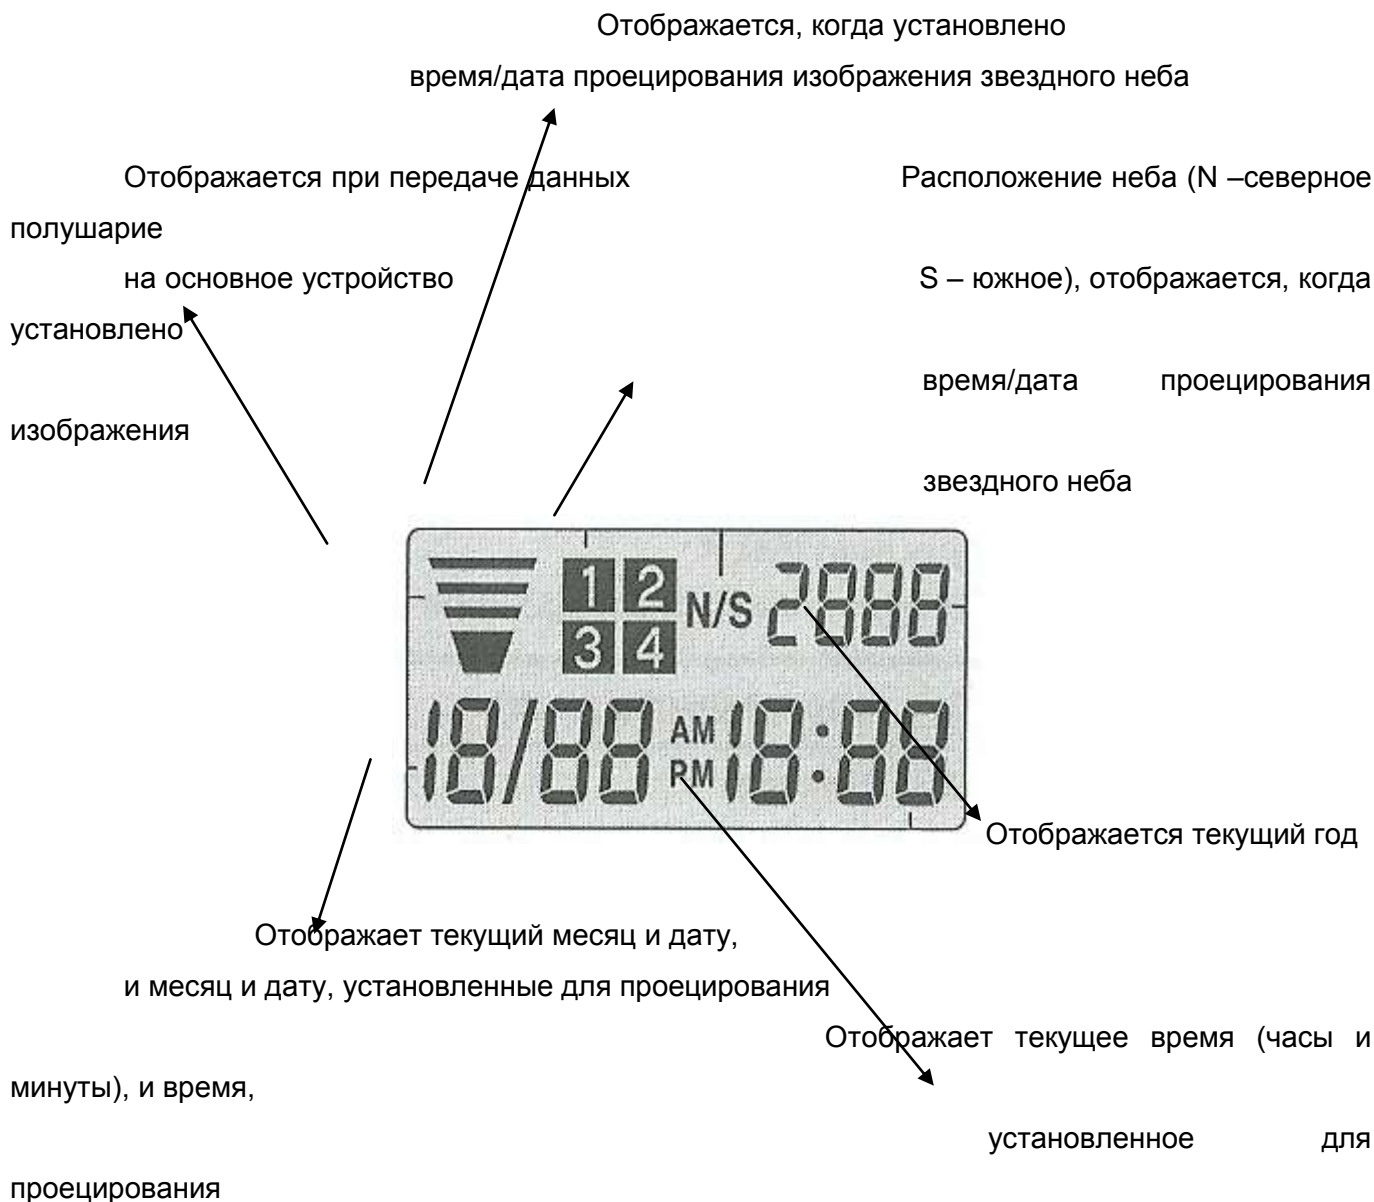 Отображается, когда установлено
время/дата проецирования изображения звездного неба
Отображается при передаче данных Расположение неба (N –северное
полушарие
на основное устройство S – южное), отображается, когда
установлено
время/дата проецирования
изображения
звездного неба
1 2 N/S 2888
3 4
18/88 AM PM 18:88
Отображается текущий год
Отображает текущий месяц и дату,
и месяц и дату, установленные для проецирования
Отображает текущее время (часы и
минуты), и время,
установленное для
проецирования